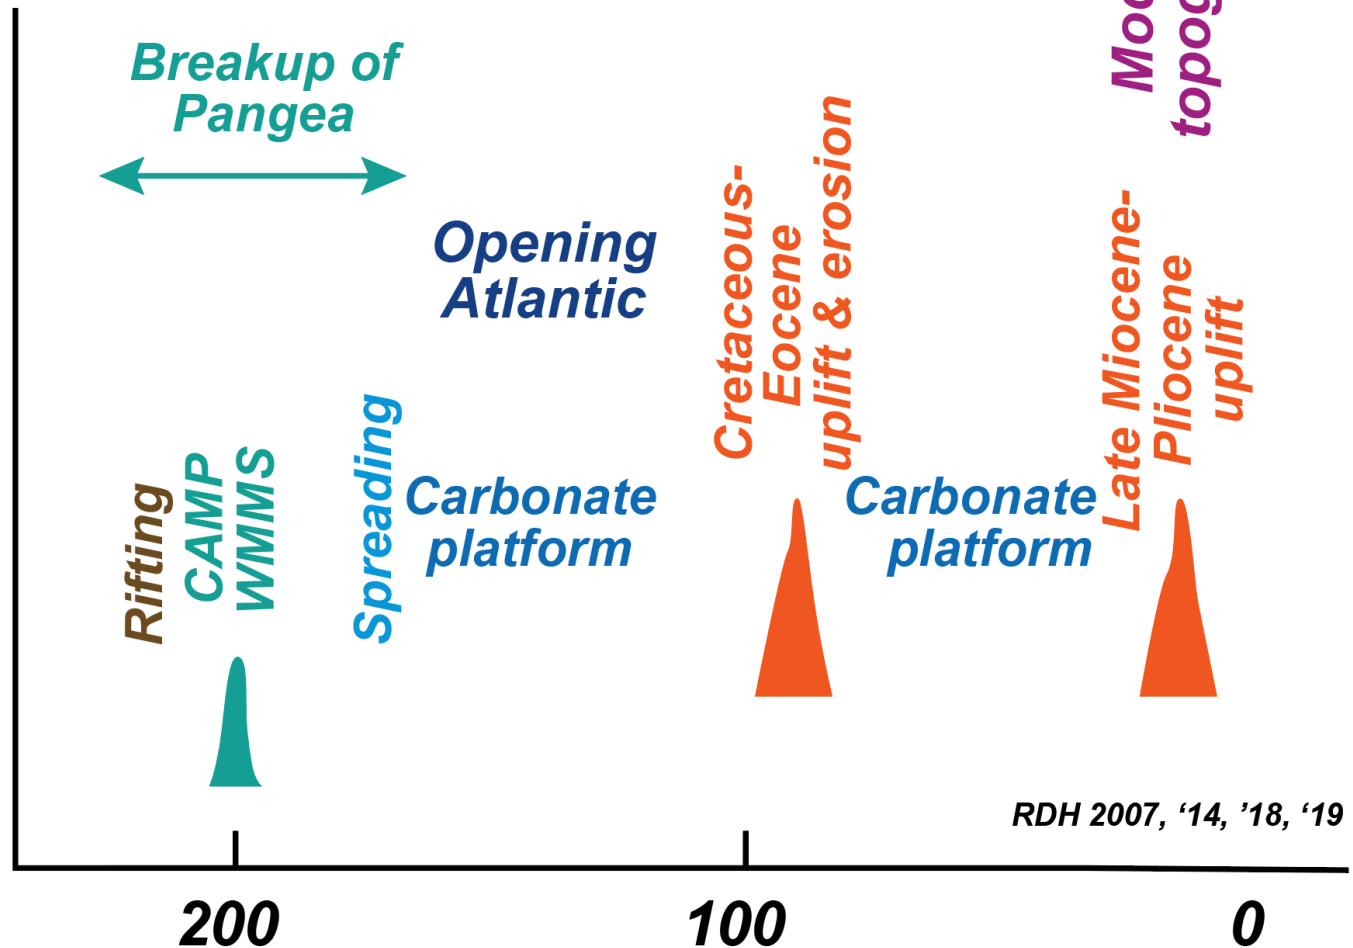 Breakup of
Pangea
Opening
Atlantic
Rifting
CAMP
WMMS
Spreading
Carbonate
platform
Cretaceous-
Eocene
uplift & erosion
Carbonate
platform
Late Miocene-
Pliocene
uplift
RDH 2007, ‘14, ’18, ‘19
200
100
0